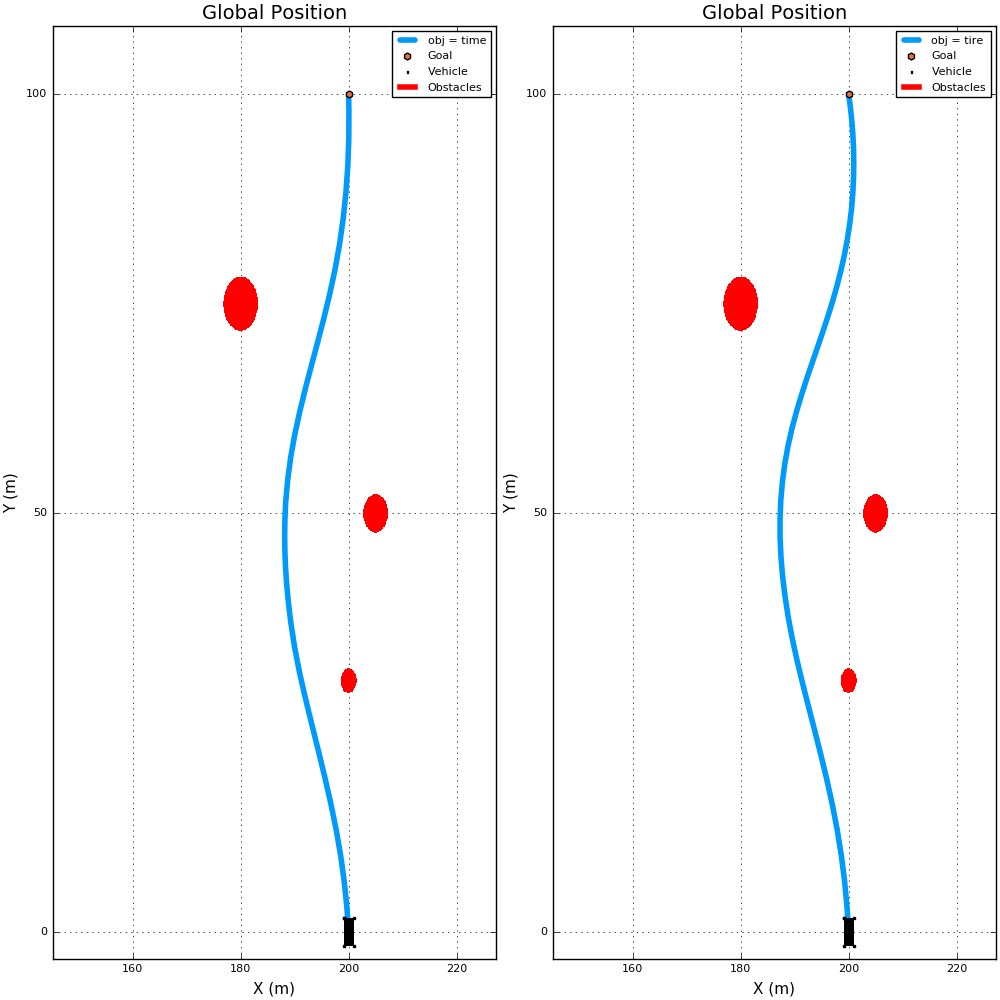 Global Position
obj = time
Goal
Vehicle
Obstacles
100
50
0
Y (m)
160 180 200 220
X (m)
Global Position
obj = tire
Goal
Vehicle
Obstacles
100
50
0
Y (m)
160 180 200 220
X (m)